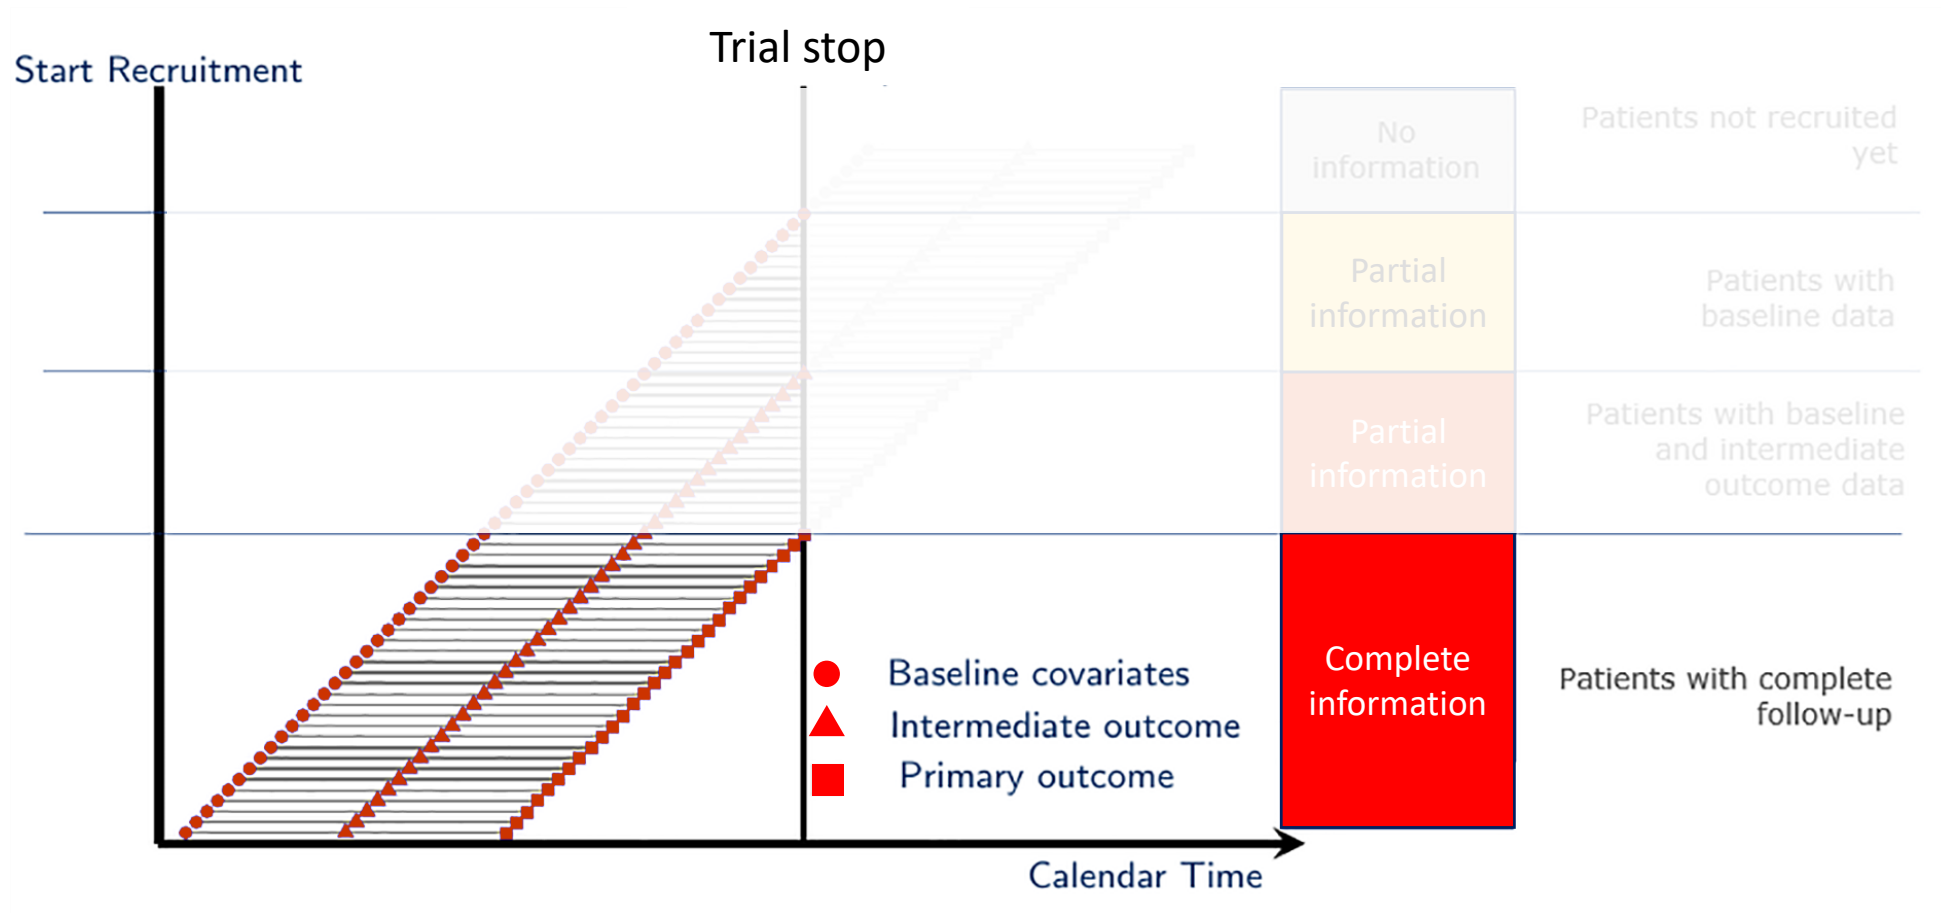 Trial stop
Start Recruitment
No
information
Patients not recruited
yet
Partial
information
Patients with
baseline data
Partial
information
Patients with baseline
and intermediate
outcome data
Complete
information
Patients with complete
follow-up
Baseline covariates
Intermediate outcome
Primary outcome
Calendar Time